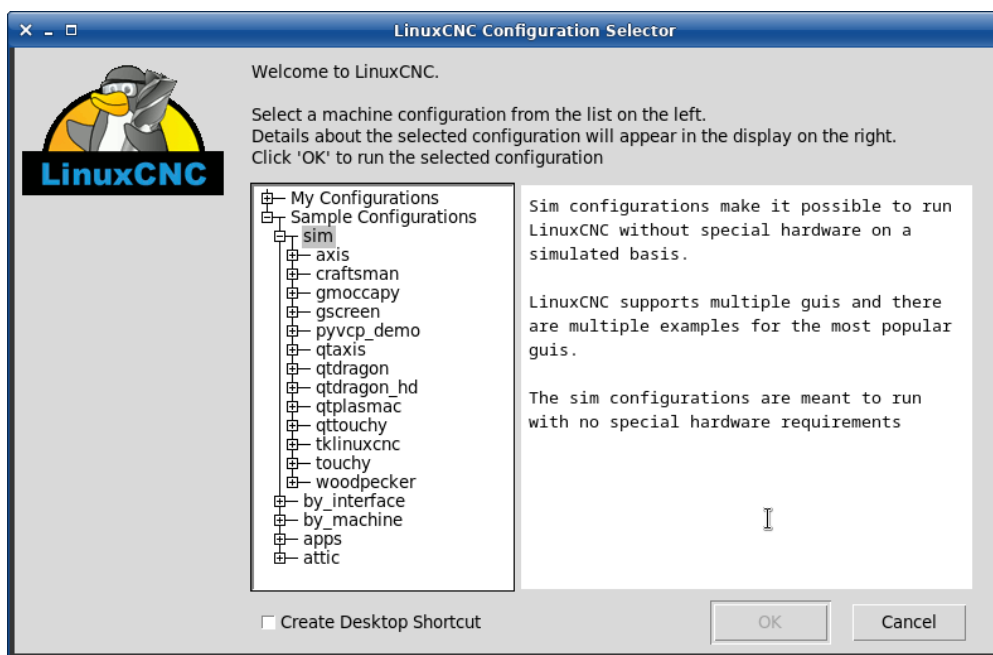 LinuxCNC Configuration Selector
LinuxCNC
Welcome to LinuxCNC.
Select a machine configuration from the list on the left.
Details about the selected configuration will appear in the display on the right.
Click 'OK' to run the selected configuration
My Configurations
Sample Configurations
sim
axis
craftsman
gmoccapy
gscreen
pyvcp_demo
qtaxis
qtdragon
qtdragon_hd
qtplasmac
qttouchy
tklinuxcnc
touchy
woodpecker
by_interface
by_machine
apps
attic
Sim configurations make it possible to run
LinuxCNC without special hardware on a
simulated basis.
LinuxCNC supports multiple guis and there
are multiple examples for the most popular
guis.
The sim configurations are meant to run
with no special hardware requirements
Create Desktop Shortcut
OK
Cancel